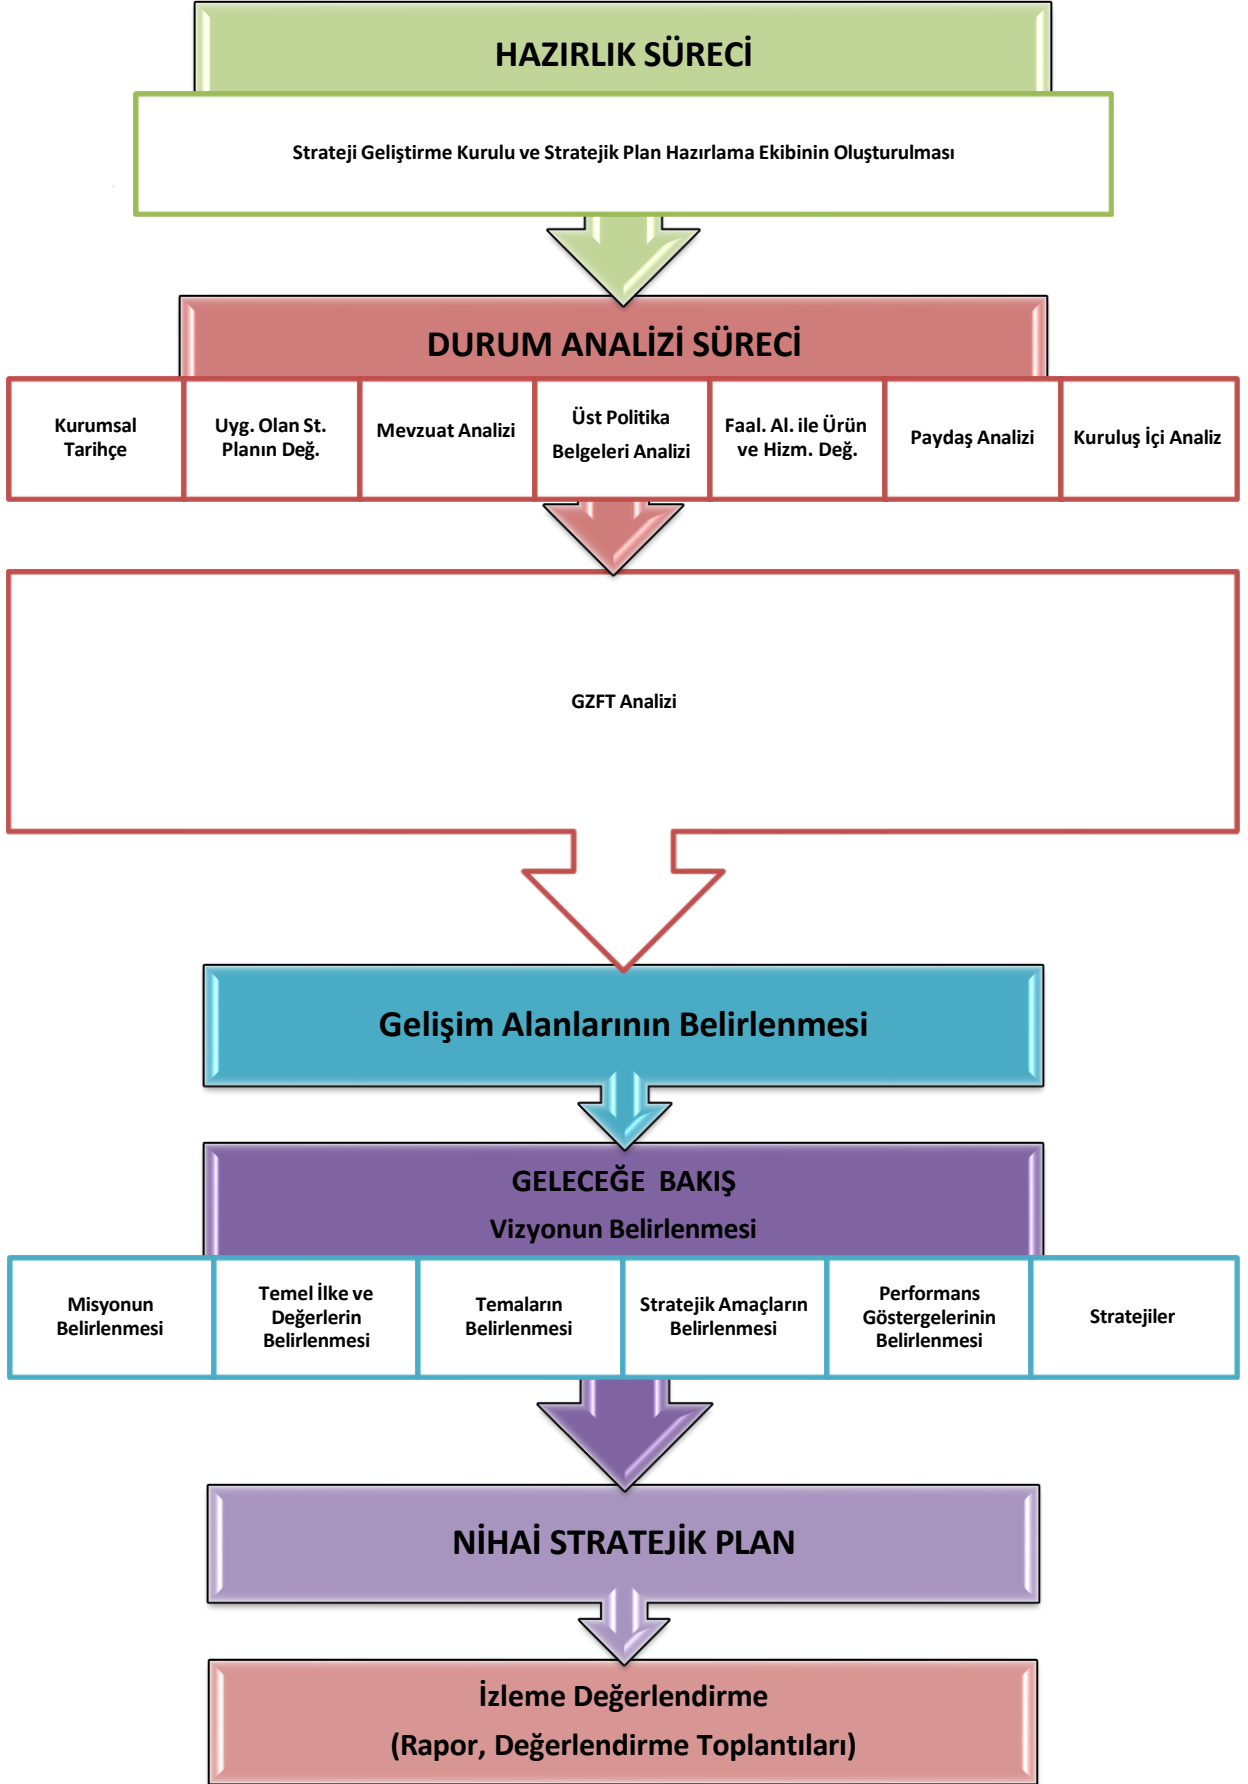 HAZIRLIK SÜRECİ
Strateji Geliştirme Kurulu ve Stratejik Plan Hazırlama Ekibinin Oluşturulması
DURUM ANALİZİ SÜRECİ
Kurumsal
Tarihçe
Uyg. Olan St.
Planın Değ.
Mevzuat Analizi
Üst Politika
Belgeleri Analizi
Faal. Al. ile Ürün
ve Hizm. Değ.
Paydaş Analizi
Kuruluş İçi Analiz
GZFT Analizi
Gelişim Alanlarının Belirlenmesi
GELECEĞE BAKIŞ
Vizyonun Belirlenmesi
Misyonun
Belirlenmesi
Temel İlke ve
Değerlerin
Belirlenmesi
Temaların
Belirlenmesi
Stratejik Amaçların
Belirlenmesi
Performans
Göstergelerinin
Belirlenmesi
Stratejiler
NİHAİ STRATEJİK PLAN
İzleme Değerlendirme
(Rapor, Değerlendirme Toplantıları)